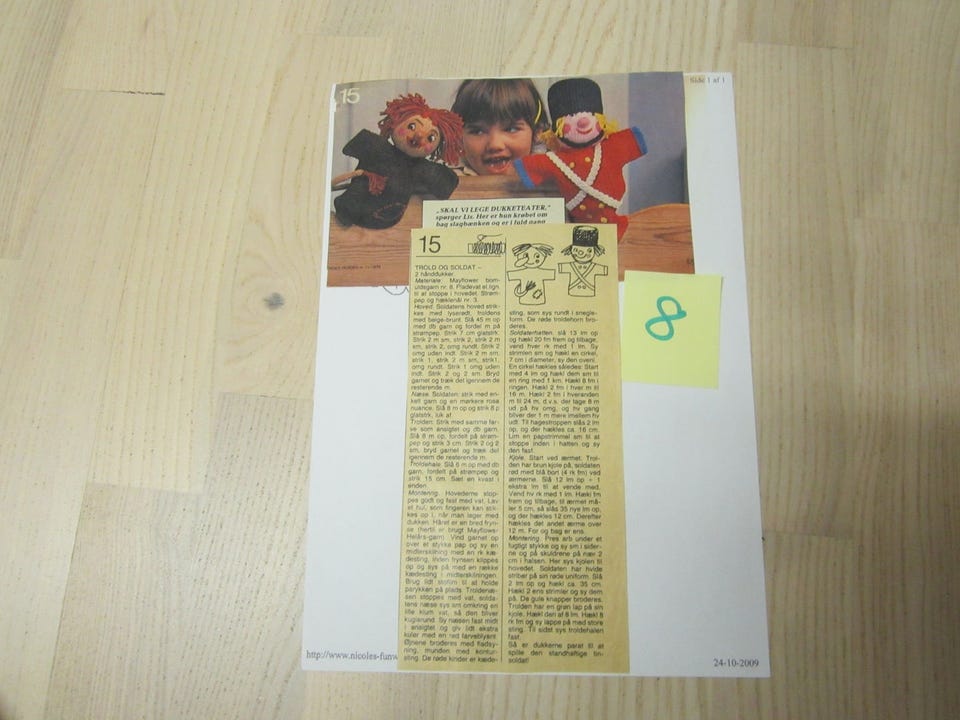 15
Side 1 af 1
„SKAL VI LEGE DUKKETEATER,"
spørger Lis. Her er hun krøbet om
bag slagbænken og er i fuld gang
15
TROLD OG SOLDAT –
2 hånddukker
Materiale: Mayflower bom-
uldsgarn nr. 8. Pladevat el.lign.
til at stoppe i hovedet. Strøm-
pep og hæklenål nr. 3.
Hoved: Soldatens hoved strik-
kes med lyserødt, troldens
med beige-brunt. Slå 45 m op
med db garn og fordel m på
strømpep. Strik 7 cm glatstrik.
Strik 2 m sm, strik 2, strik 2 m
sm, strik 2, omg rundt. Strik 2
omg uden indt. Strik 2 m sm,
strik 1, strik 2 m sm, strik1,
omg rundt. Strik 1 omg uden
indt. Strik 2 og 2 sm. Bryd
garnet og træk det igennem de
resterende m.
Næse. Soldaten: strik med en-
kelt garn og en mørkere rosa
nuance. Slå 8 m op og strik 8 p
glatstrik, luk af.
Trolden: Strik med samme far-
ve som ansigtet og db garn.
Slå 8 m op, fordelt på strøm-
pep og strik 3 cm. Strik 2 og 2
sm, bryd garnet og træk det
igennem de resterende m.
Troldehale. Slå 6 m op med db
garn, fordelt på strømpep og
strik 15 cm. Sæt en kvast i
enden.
Montering. Hovederne stop-
pes godt og fast med vat. Lav
et hul, som fingeren kan stik-
kes op i, når man leger med
dukken. Håret er en bred fryn-
se (hertil er brugt Mayflower
Helårs-garn). Vind garnet op
over et stykke pap og sy en
midterskilning med en rk kæ-
desting, inden frynsen klippes
op og sys på med en række
kædesting i midterskilningen.
Brug lidt stoflim til at holde
parykken på plads. Troldenæ-
sen stoppes med vat, solda-
tens næse sys am omkring en
lille klum vat, så den bliver
kuglerund. Sy næsen fast midt
i ansigtet og giv lidt ekstra
kulør med en rød farveblyant.
Øjnene broderes med fladsy-
ning, munden med kontur-
sting. De røde kinder er kæde-
sting, som sys rundt i snegle-
form. De røde troldehorn bro-
deres.
Soldaterhatten. slå 13 lm op
og hækl 20 fm frem og tilbage,
vend hver rk med 1 lm. Sy
strimlen sm og hækl en cirkel,
7 cm i diameter, sy den oveni.
En cirkel hækles således: Start
med 4 lm og hækl dem sm til
en ring med 1 km. Hækl 8 fm i
ringen. Hækl 2 fm i hver m til
16 m. Hækl 2 fm i hveranden
m til 24 m, d.v.s. der tages 8 m
ud på hv omg, og hv gang
bliver der 1 m mere imellem hv
udt. Til hagestroppen slås 2 lm
op, og der hækles ca. 16 cm.
Lim en papstrimmel sm til at
stoppe inden i hatten og sy
den fast.
Kjole. Start ved ærmet. Trol-
den har brun kjole på, soldaten
rød med blå bort (4 rk fm) ved
ærmerne. Slå 12 lm op + 1
ekstra lm til at vende med.
Vend hv rk med 1 lm. Hækl fm
frem og tilbage, til ærmet må-
ler 5 cm, så slås 35 nye lm op,
og der hækles 12 cm. Derefter
hækles det andet ærme over
12 m. For og bag er ens.
Montering. Pres arb under et
fugtigt stykke og sy sm i sider-
ne og på skuldrene på nær 2
cm i halsen. Her sys kjolen til
hovedet. Soldaten har hvide
striber på sin røde uniform. Slå
2 lm op og hækl ca. 35 cm.
Hækl 2 ens strimler og sy dem
på. De gule knapper broderes.
Trolden har en grøn lap på sin
kjole. Hækl den af 8 lm. Hækl 8
rk fm og sy lappe på med store
sting. Til sidst sys troldehalen
fast.
Så er dukkerne parat til at
spille den standhaftige tin-
soldat!
8
http://www.nicoles-funw
24-10-2009